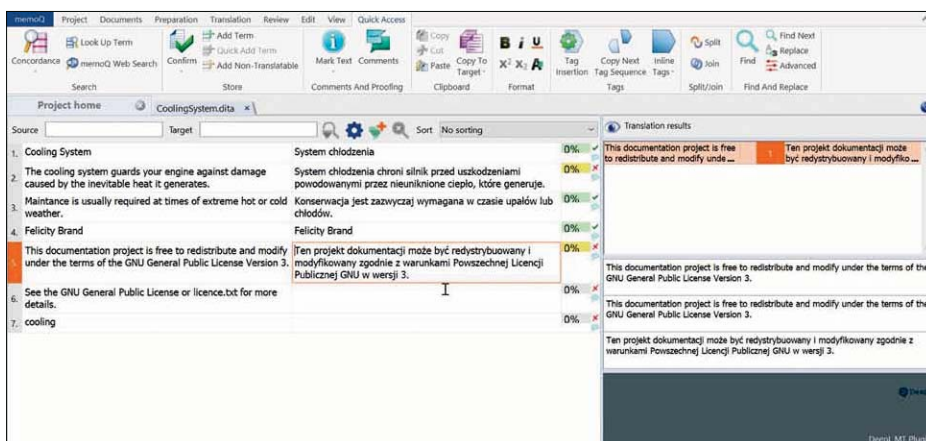 memoQ Project Documents Preparation Translation Review Edit View Quick Access
Concordance
Look Up Term
memoQ Web Search
Search
Confirm
Add Term
Quick Add Term
Add Non-Translatable
Store
Mark Text Comments
Comments And Proofing
Copy
Cut
Paste
Copy To Target
Clipboard
B i U
X² X₂ A
Format
Tag Insertion
Copy Next Tag Sequence
Inline Tags
Tags
Split
Join
Split/Join
Find
Find Next
Replace
Advanced
Find And Replace
Project home CoolingSystem.dita x
Source Target Sort No sorting
1. Cooling System
System chłodzenia
0%
2. The cooling system guards your engine against damage
caused by the inevitable heat it generates.
System chłodzenia chroni silnik przed uszkodzeniami
powodowanymi przez nieuniknione ciepło, które generuje.
0%
3. Maintance is usually required at times of extreme hot or cold
weather.
Konserwacja jest zazwyczaj wymagana w czasie upałów lub
chłodów.
0%
4. Felicity Brand
Felicity Brand
0%
This documentation project is free to redistribute and modify
under the terms of the GNU General Public License Version 3.
Ten projekt dokumentacji może być redystrybuowany i
modyfikowany zgodnie z warunkami Powszechnej Licencji
Publicznej GNU w wersji 3.
0%
6. See the GNU General Public License or licence.txt for more
details.
0%
7. cooling
0%
Translation results
This documentation project is free
to redistribute and modify unde ...
1
Ten projekt dokumentacji może
być redystrybuowany i modyfiko ...
This documentation project is free to redistribute and modify under the terms of the
GNU General Public License Version 3.
This documentation project is free to redistribute and modify under the terms of the
GNU General Public License Version 3.
Ten projekt dokumentacji może być redystrybuowany i modyfikowany zgodnie z
warunkami Powszechnej Licencji Publicznej GNU w wersji 3.
DeepL MT